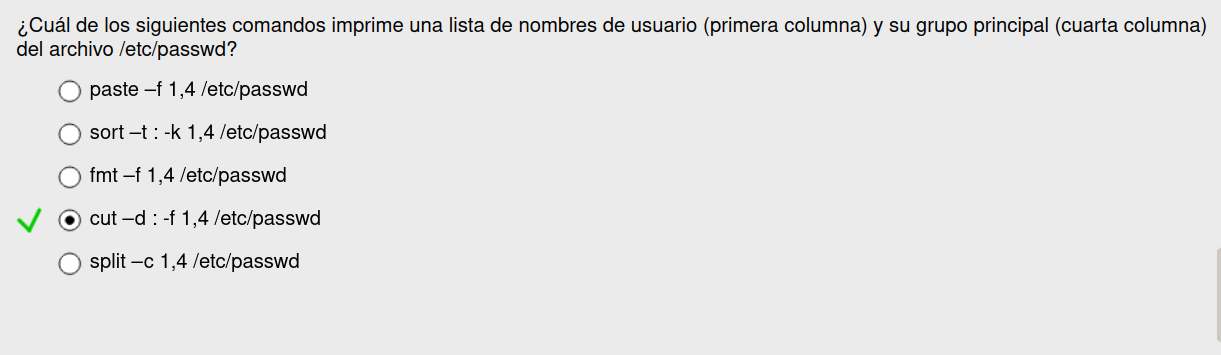 ¿Cuál de los siguientes comandos imprime una lista de nombres de usuario (primera columna) y su grupo principal (cuarta columna)
del archivo /etc/passwd?
paste –f 1,4 /etc/passwd
sort –t : -k 1,4 /etc/passwd
fmt –f 1,4 /etc/passwd
cut –d : -f 1,4 /etc/passwd
split –c 1,4 /etc/passwd